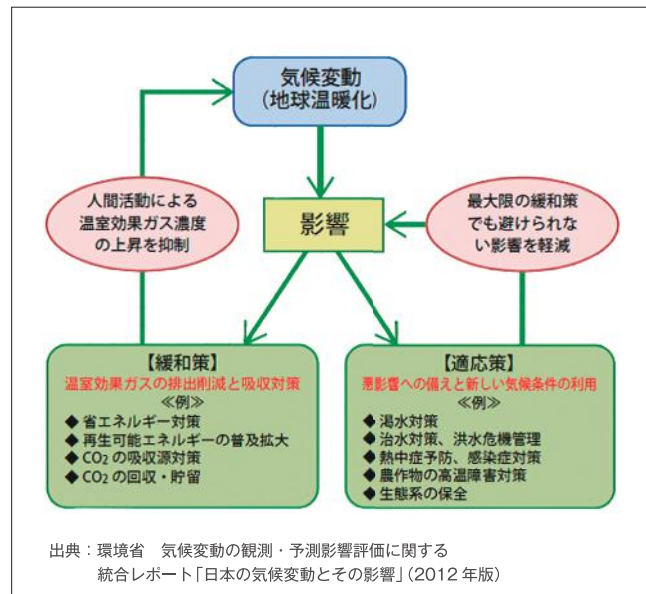 気候変動
(地球温暖化)
人間活動による
温室効果ガス濃度
の上昇を抑制
影響
最大限の緩和策
でも避けられな
い影響を軽減
【緩和策】
温室効果ガスの排出削減と吸収対策
≪例≫
◆ 省エネルギー対策
◆ 再生可能エネルギーの普及拡大
◆ CO₂ の吸収源対策
◆ CO₂ の回収・貯留
【適応策】
悪影響への備えと新しい気候条件の利用
≪例≫
◆ 渇水対策
◆ 治水対策、洪水危機管理
◆ 熱中症予防、感染症対策
◆ 農作物の高温障害対策
◆ 生態系の保全
出典：環境省 気候変動の観測・予測影響評価に関する
統合レポート「日本の気候変動とその影響」(2012 年版)